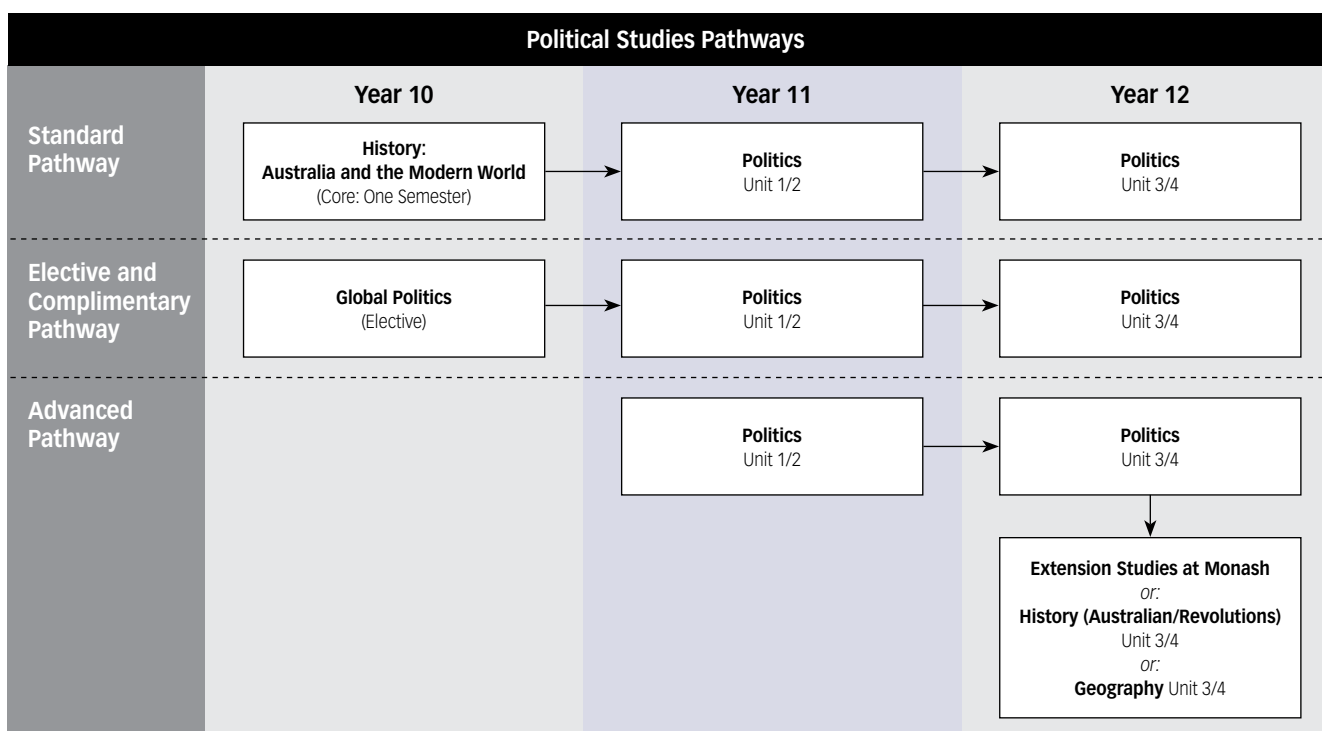 Political Studies Pathways
Year 10
Year 11
Year 12
Standard
Pathway
History:
Australia and the Modern World
(Core: One Semester)
Politics
Unit 1/2
Politics
Unit 3/4
Elective and
Complimentary
Pathway
Global Politics
(Elective)
Politics
Unit 1/2
Politics
Unit 3/4
Advanced
Pathway
Politics
Unit 1/2
Politics
Unit 3/4
Extension Studies at Monash
or:
History (Australian/Revolutions)
Unit 3/4
or:
Geography Unit 3/4